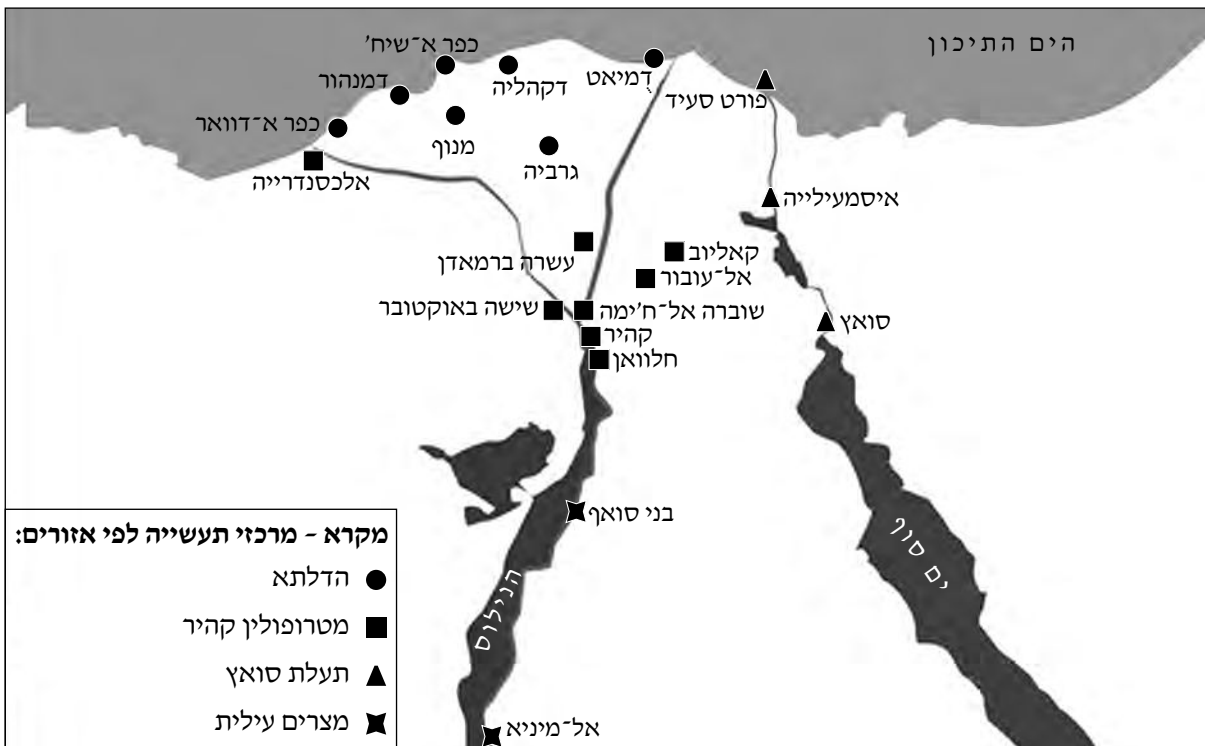 הים התיכון
כפר א־שיח'
דקהליה
דמיאט
פורט סעיד
דמנהור
כפר א־דוואר
מנוף
גרביה
אלכסנדרייה
איסמעילייה
עשרה ברמאדן
קאליוב
אל־עובור
שישה באוקטובר
שוברה אל־ח'ימה
סואץ
קהיר
חלוואן
בני סואף
ים סוף
הנילוס
אל־מיניא
מקרא - מרכזי תעשייה לפי אזורים:
הדלתא
מטרופולין קהיר
תעלת סואץ
מצרים עילית